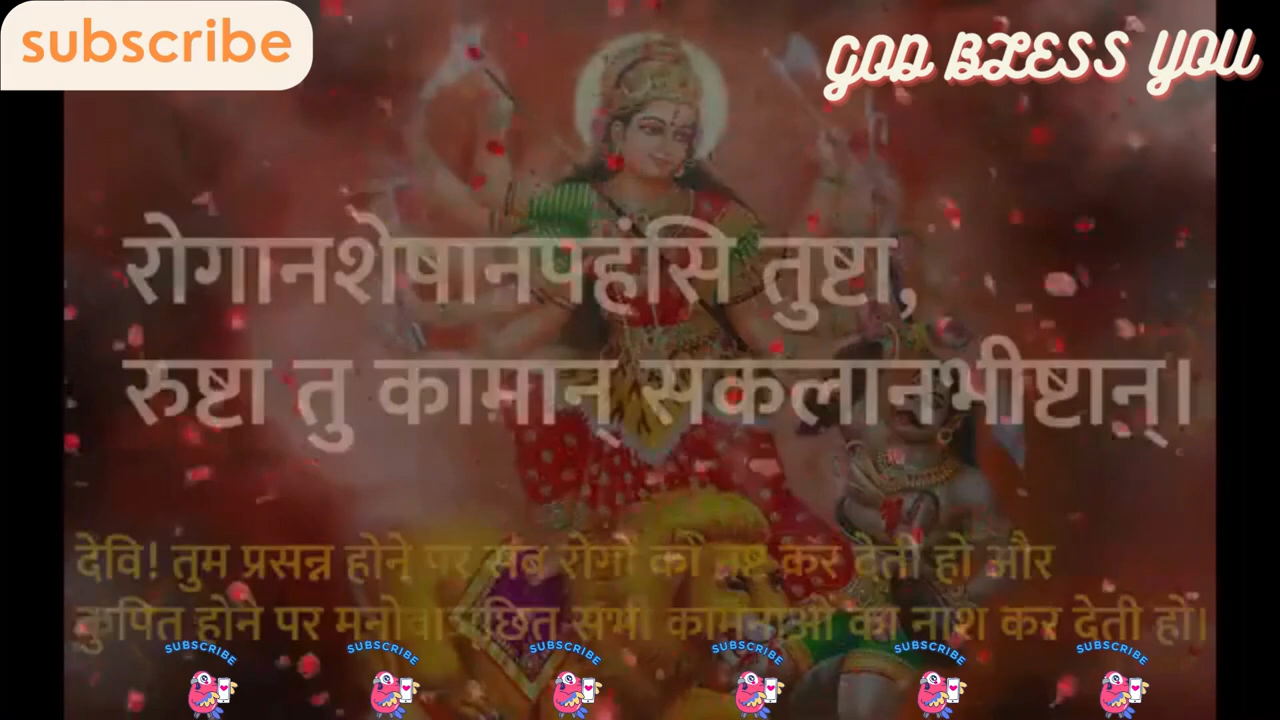 subscribe
GOD BLESS YOU
रोगानशेषानपहंसि तुष्टा,
रुष्टा तु कामान् सकलानभीष्टान्।
देवि! तुम प्रसन्न होने पर सब रोगों को नष्ट कर देती हो और
कुपित होने पर मनोवांछित सभी कामनाओं का नाश कर देती हो।
SUBSCRIBE SUBSCRIBE SUBSCRIBE SUBSCRIBE SUBSCRIBE SUBSCRIBE